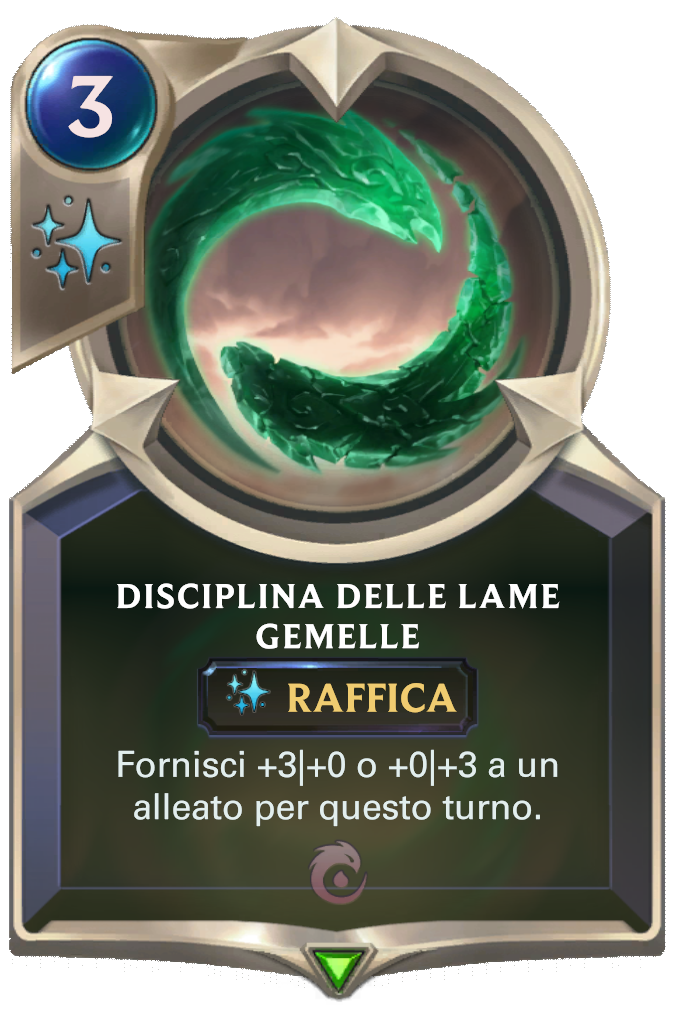 3
DISCIPLINA DELLE LAME
GEMELLE
RAFFICA
Fornisci +3|+0 o +0|+3 a un
alleato per questo turno.